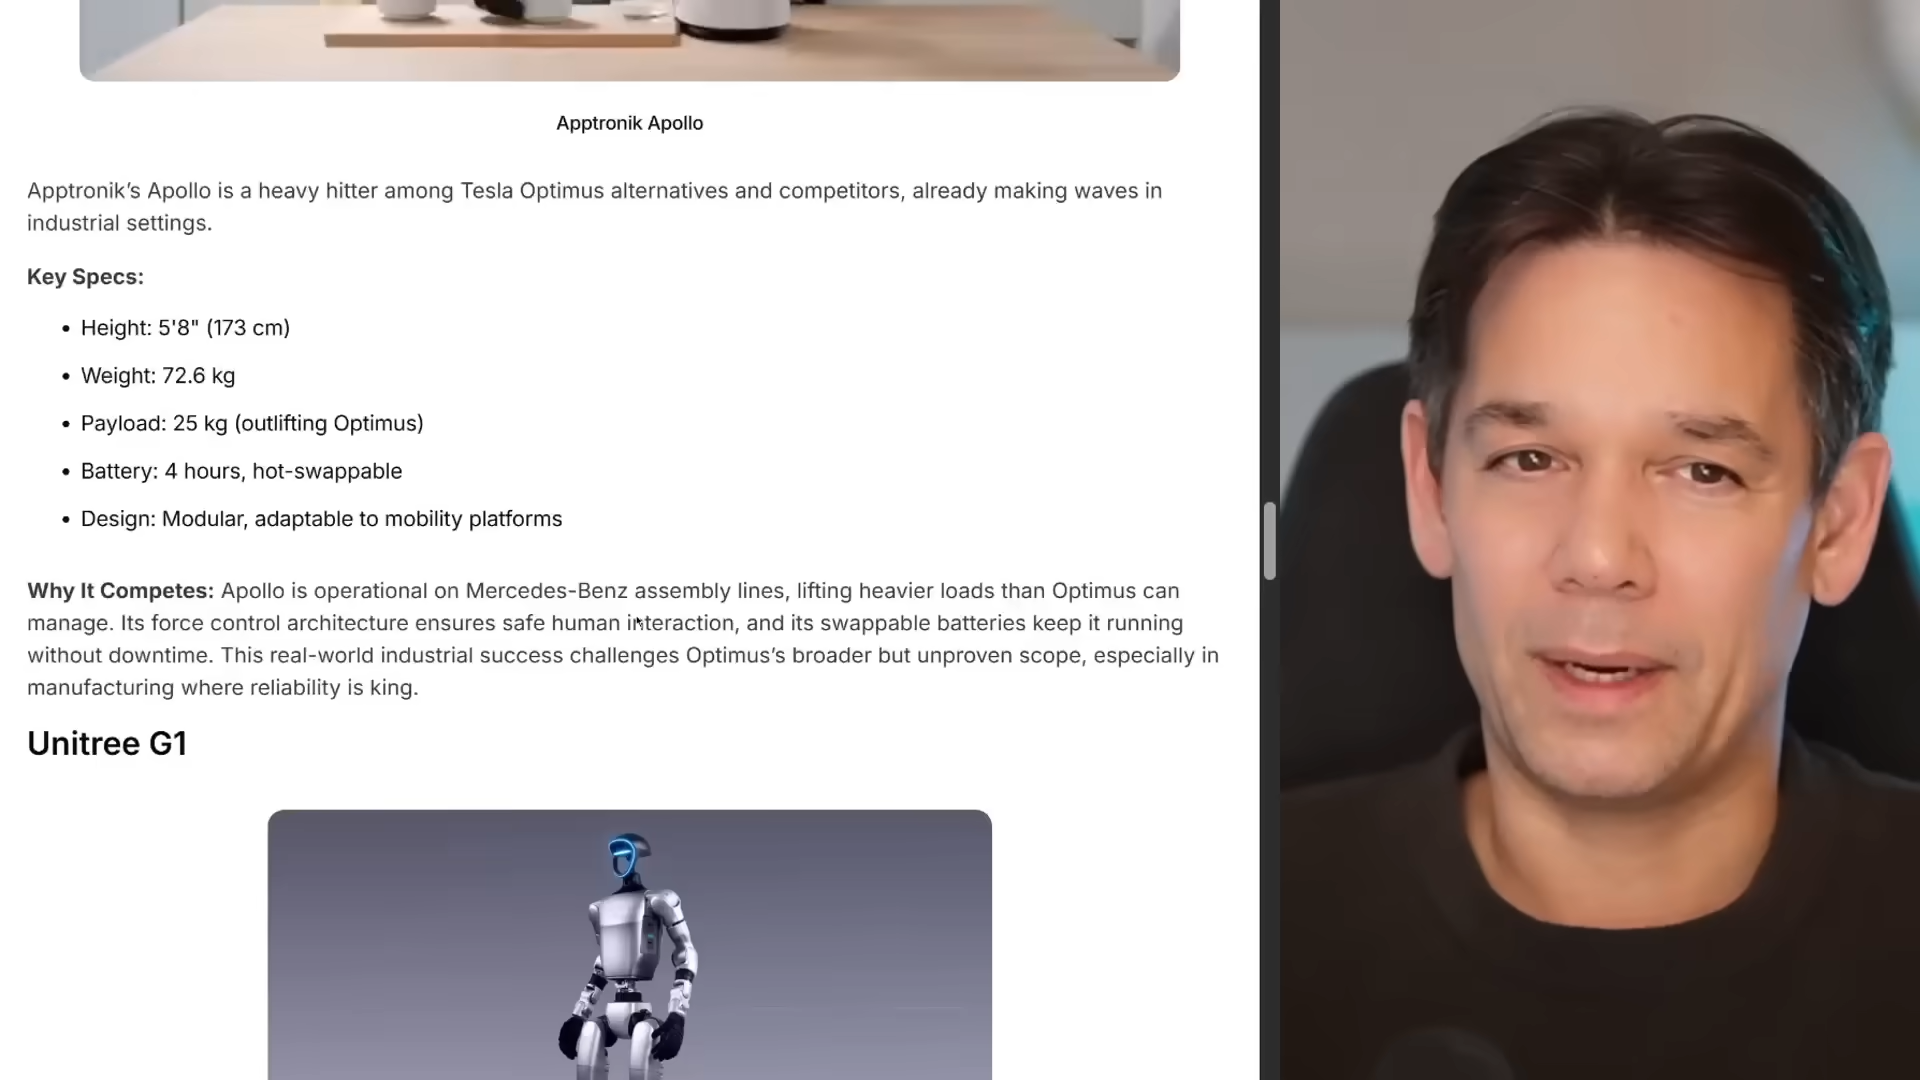 Apptronik Apollo
Apptronik’s Apollo is a heavy hitter among Tesla Optimus alternatives and competitors, already making waves in
industrial settings.
Key Specs:
• Height: 5'8" (173 cm)
• Weight: 72.6 kg
• Payload: 25 kg (outlifting Optimus)
• Battery: 4 hours, hot-swappable
• Design: Modular, adaptable to mobility platforms
Why It Competes: Apollo is operational on Mercedes-Benz assembly lines, lifting heavier loads than Optimus can
manage. Its force control architecture ensures safe human interaction, and its swappable batteries keep it running
without downtime. This real-world industrial success challenges Optimus’s broader but unproven scope, especially in
manufacturing where reliability is king.
Unitree G1